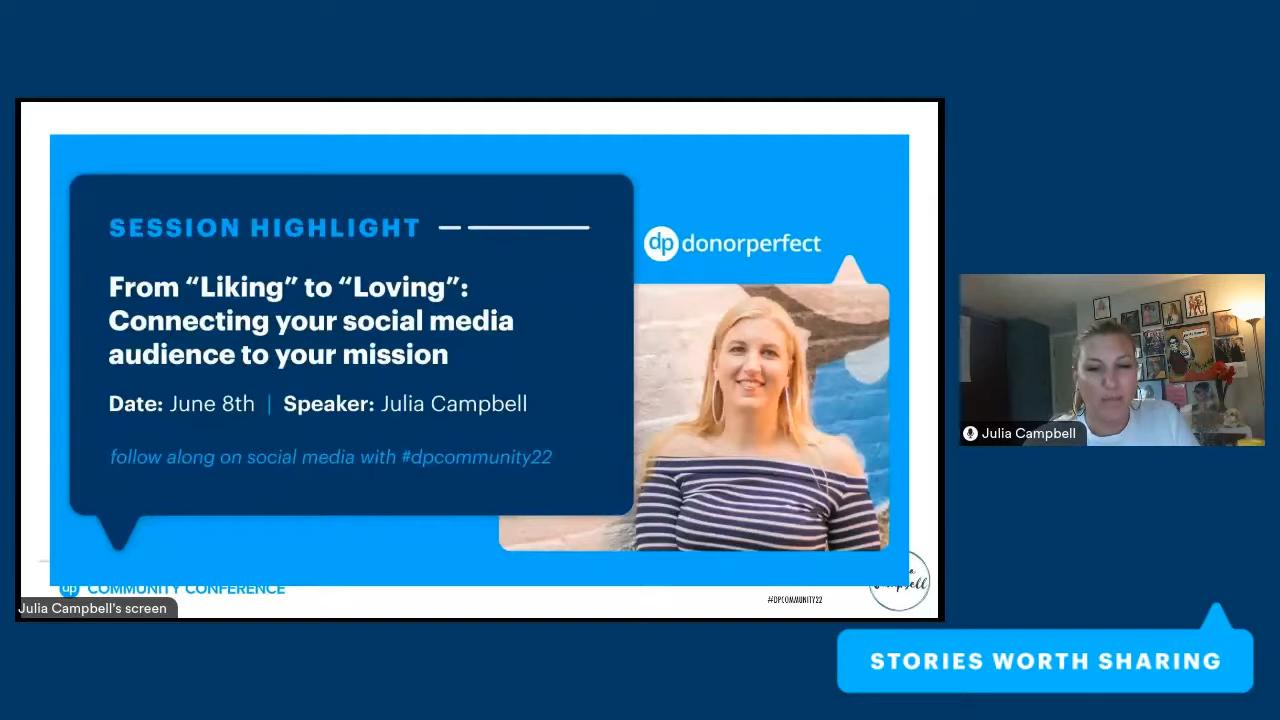 SESSION HIGHLIGHT
From “Liking” to “Loving”:
Connecting your social media
audience to your mission
Date: June 8th | Speaker: Julia Campbell
follow along on social media with #dpcommunity22
dp donorperfect
dp COMMUNITY CONFERENCE
#DPCOMMUNITY22
Julia Campbell's screen
Julia Campbell
STORIES WORTH SHARING